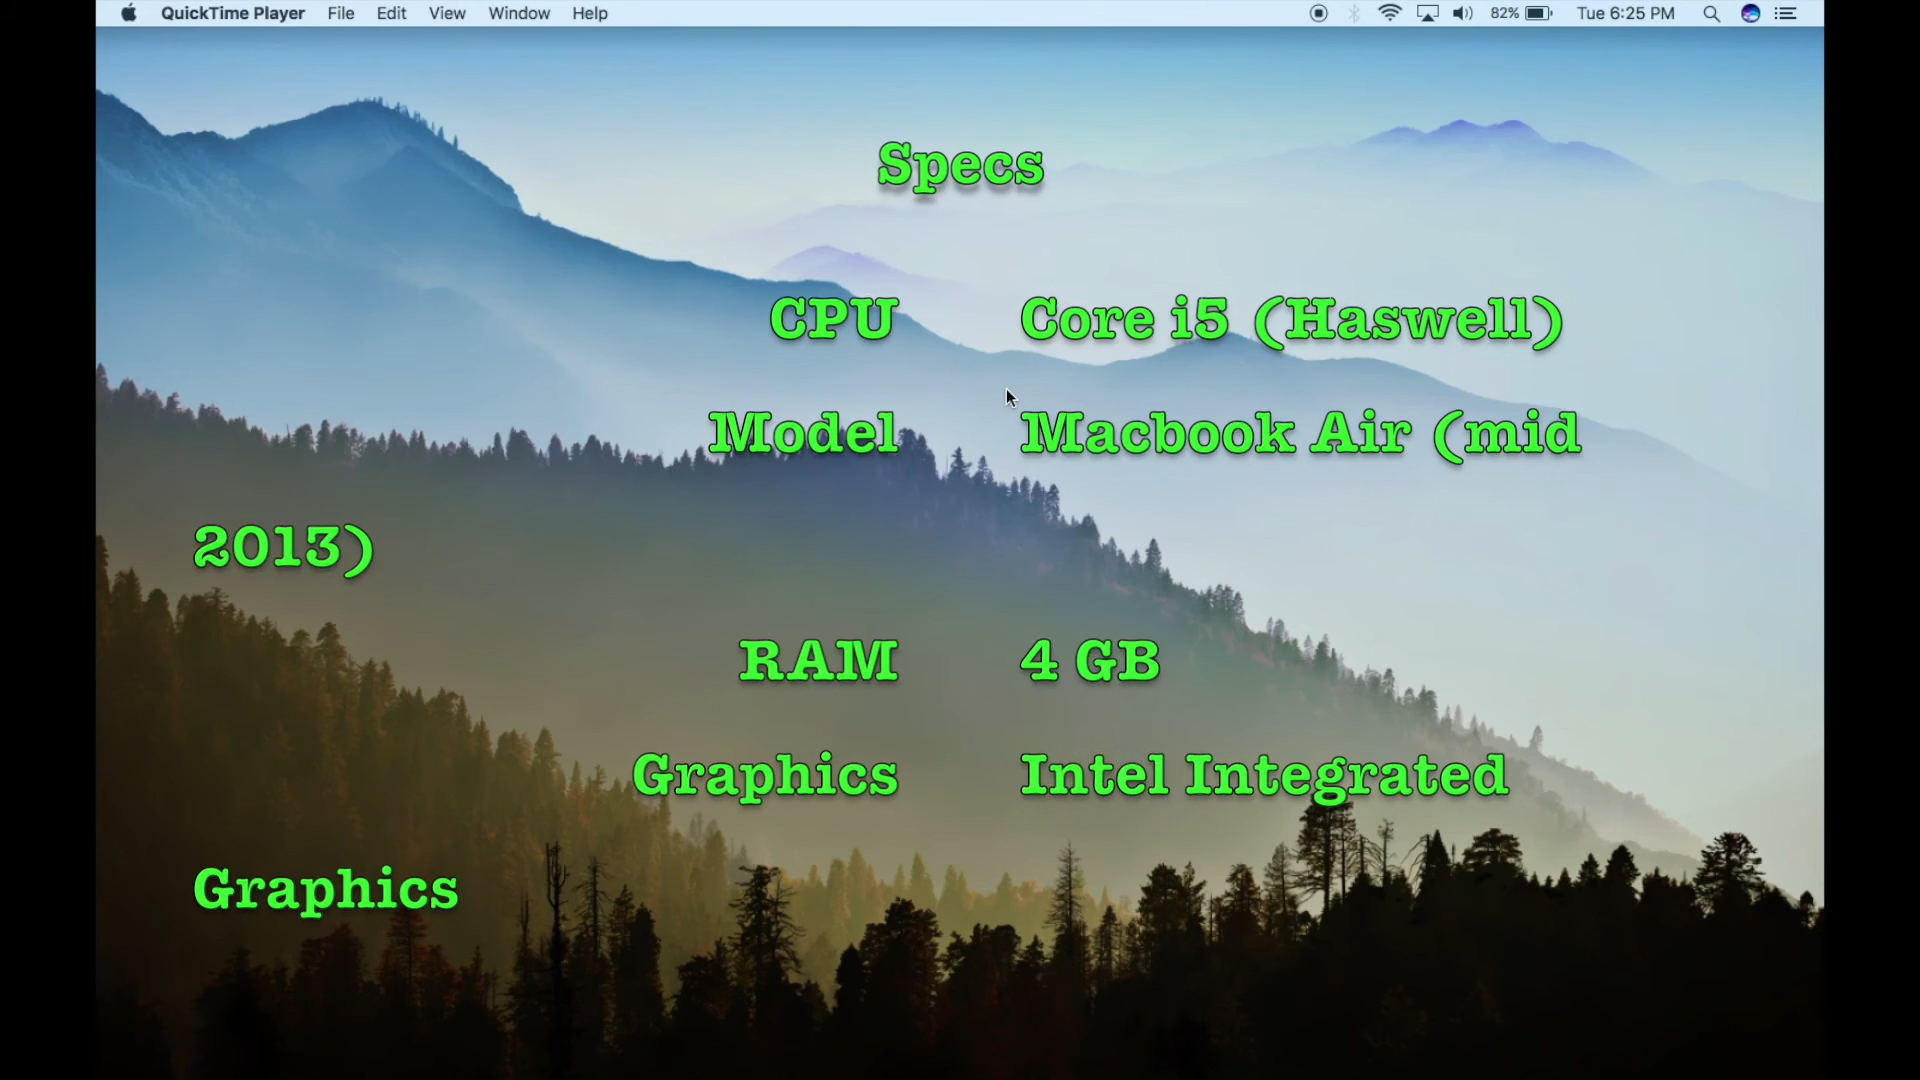 QuickTime Player File Edit View Window Help 82% Tue 6:25 PM
Specs
CPU Core i5 (Haswell)
Model Macbook Air (mid
2013)
RAM 4 GB
Graphics Intel Integrated
Graphics